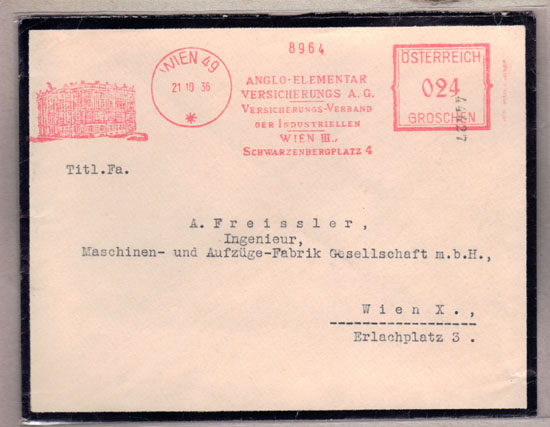 8964
WIEN 49
21.10.36
ANGLO-ELEMENTAR
VERSICHERUNGS A.G.
VERSICHERUNGS-VERBAND
DER INDUSTRIELLEN
WIEN III.,
SCHWARZENBERGPLATZ 4
ÖSTERREICH
024
GROSCHEN
Titl.Fa.
A. Freissler,
Ingenieur,
Maschinen- und Aufzüge-Fabrik Gesellschaft m.b.H.,
Wien X.,
Erlachplatz 3 .